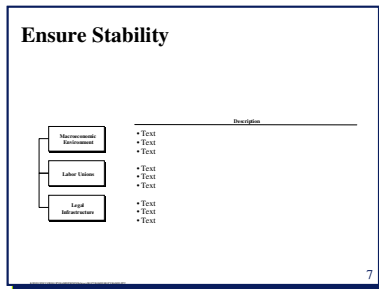 Ensure Stability
Description
Macroeconomic
Environment
• Text
• Text
• Text
Labor Unions
• Text
• Text
• Text
Legal
Infrastructure
• Text
• Text
• Text
7